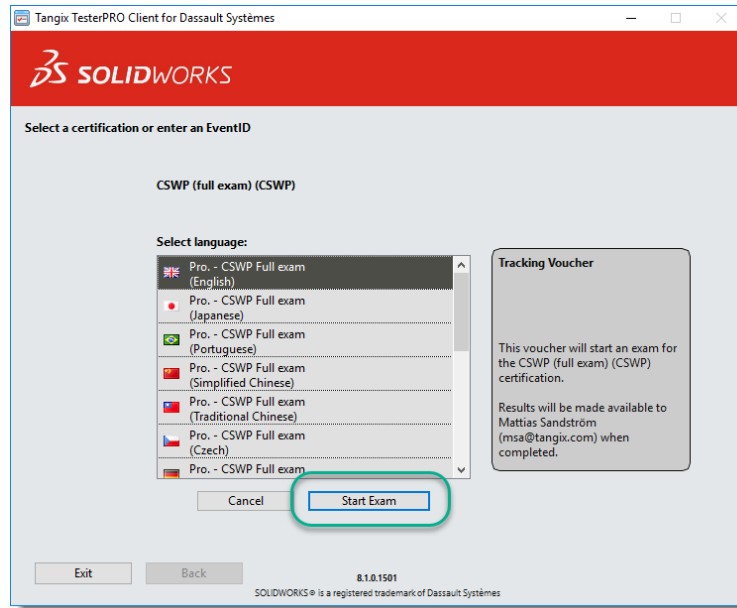 Tangix TesterPRO Client for Dassault Systèmes
3S SOLIDWORKS
Select a certification or enter an EventID
CSWP (full exam) (CSWP)
Select language:
Pro. - CSWP Full exam
(English)
Pro. - CSWP Full exam
(Japanese)
Pro. - CSWP Full exam
(Portuguese)
Pro. - CSWP Full exam
(Simplified Chinese)
Pro. - CSWP Full exam
(Traditional Chinese)
Pro. - CSWP Full exam
(Czech)
Pro. - CSWP Full exam
Tracking Voucher
This voucher will start an exam for
the CSWP (full exam) (CSWP)
certification.
Results will be made available to
Mattias Sandström
(msa@tangix.com) when
completed.
Cancel
Start Exam
Exit
Back
8.1.0.1501
SOLIDWORKS® is a registered trademark of Dassault Systèmes